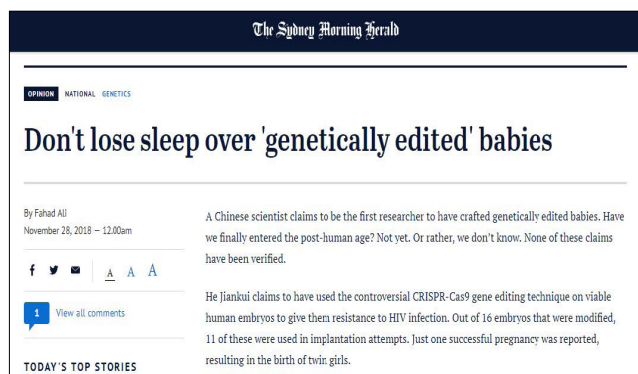 The Sydney Morning Herald
OPINION NATIONAL GENETICS
Don't lose sleep over 'genetically edited' babies
By Fahad Ali
November 28, 2018 — 12.00am
A A A
1 View all comments
TODAY'S TOP STORIES
A Chinese scientist claims to be the first researcher to have crafted genetically edited babies. Have
we finally entered the post-human age? Not yet. Or rather, we don't know. None of these claims
have been verified.
He Jiankui claims to have used the controversial CRISPR-Cas9 gene editing technique on viable
human embryos to give them resistance to HIV infection. Out of 16 embryos that were modified,
11 of these were used in implantation attempts. Just one successful pregnancy was reported,
resulting in the birth of twin girls.